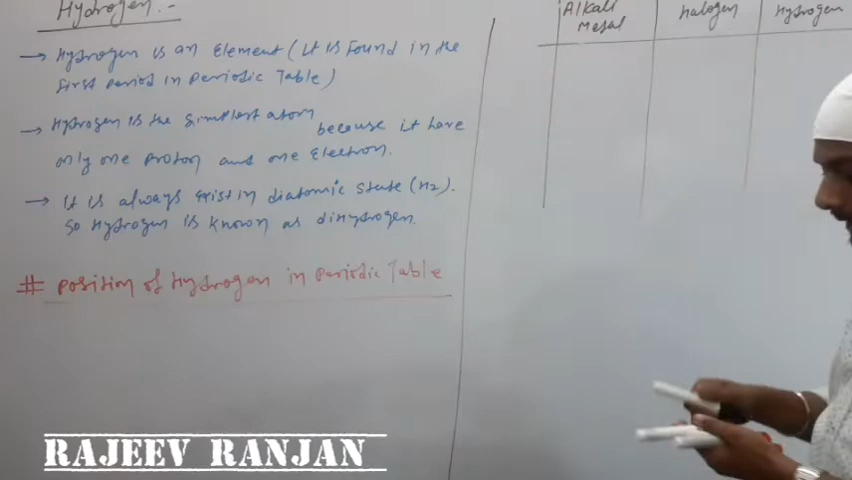 Hydrogen :-
→ Hydrogen is an Element (It is Found in the
First Period in Periodic Table)
→ Hydrogen is the simplest atom because it have
only one Proton and one Electron.
→ It is always Exist in diatomic state (H2).
so Hydrogen is known as dihydrogen.
# Position of Hydrogen in Periodic Table
Alkali Metal
halogen
Hydrogen
RAJEEV RANJAN